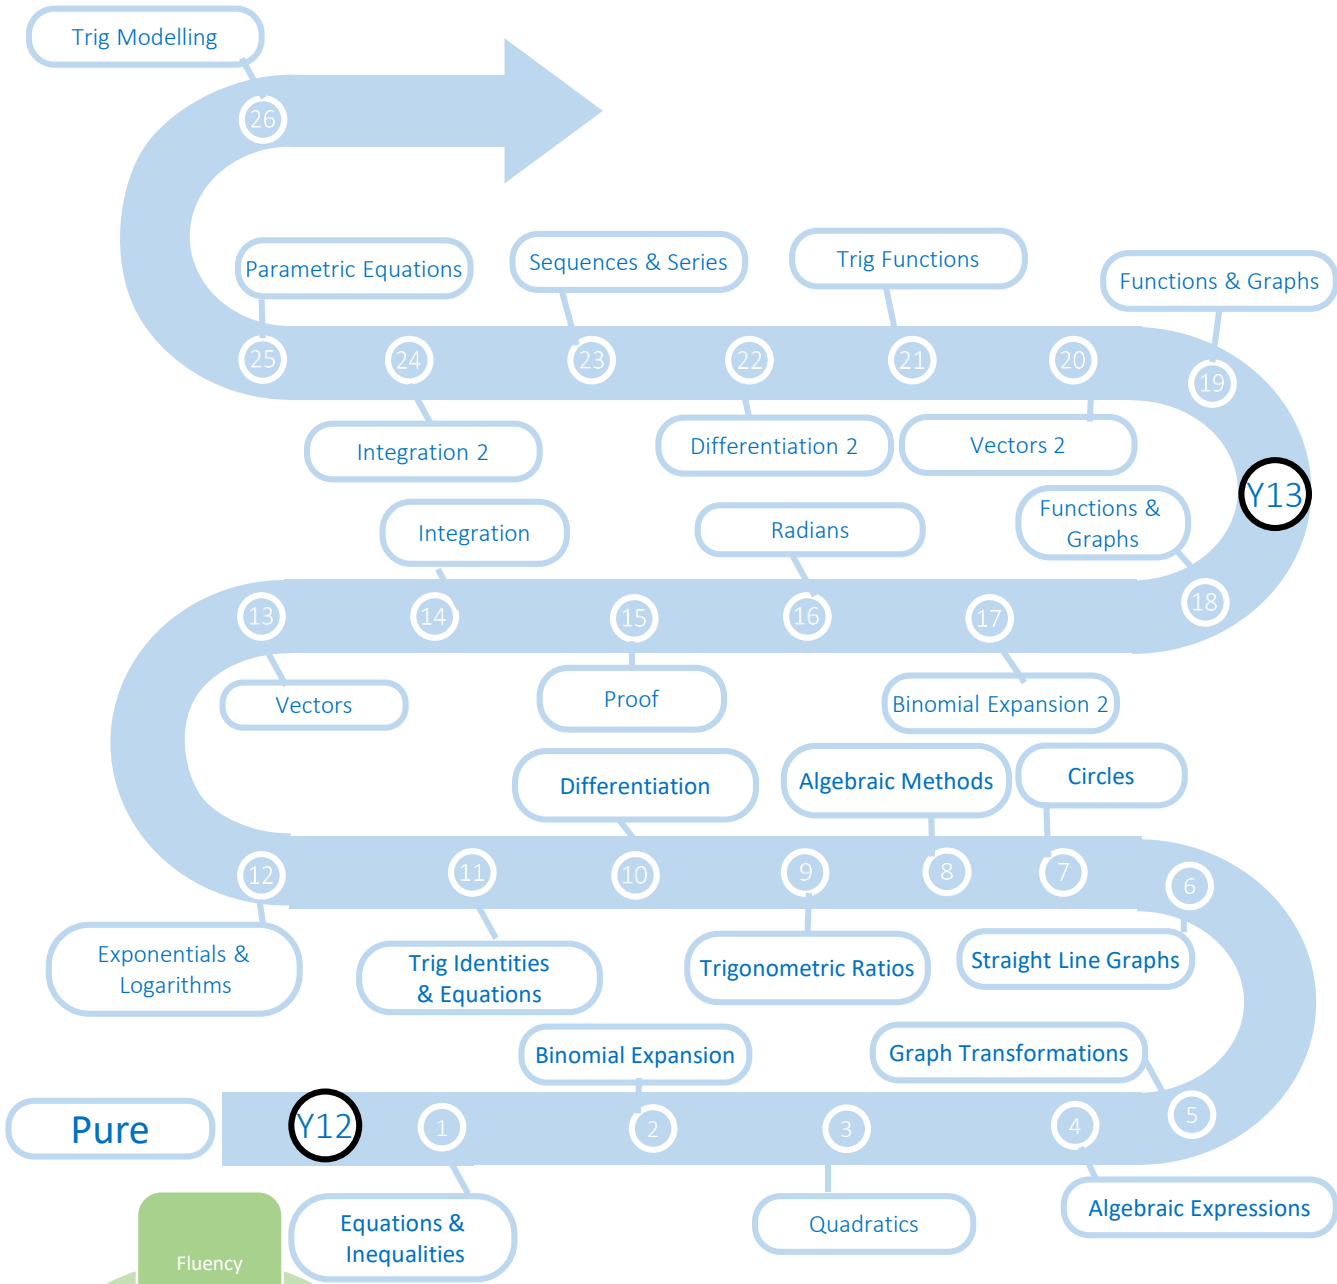 Trig Modelling
26
Parametric Equations
Sequences & Series
Trig Functions
Functions & Graphs
25
24
23
22
21
20
19
Integration 2
Differentiation 2
Vectors 2
Y13
Integration
Radians
Functions &
Graphs
13
14
15
16
17
18
Vectors
Proof
Binomial Expansion 2
Differentiation
Algebraic Methods
Circles
12
11
10
9
8
7
6
Exponentials &
Logarithms
Trig Identities
& Equations
Trigonometric Ratios
Straight Line Graphs
Binomial Expansion
Graph Transformations
Pure
Y12
1
2
3
4
5
Equations &
Inequalities
Quadratics
Algebraic Expressions
Fluency